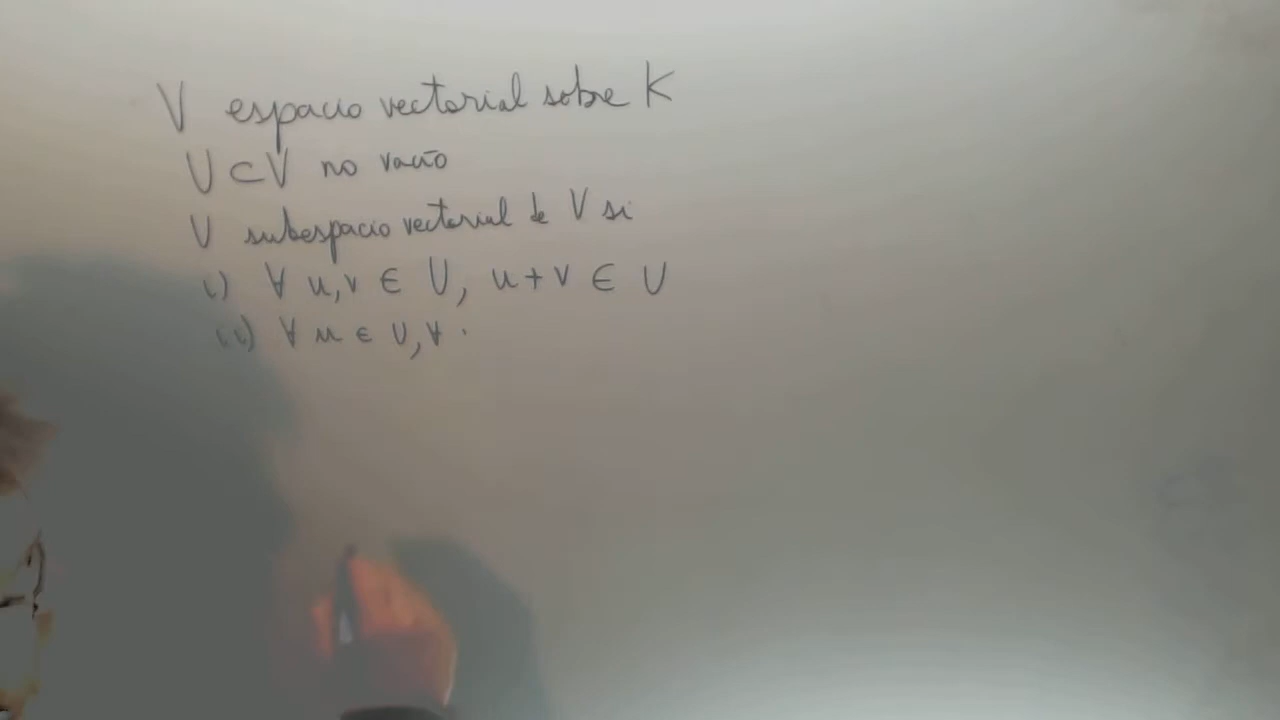 V espacio vectorial sobre K
U ⊂ V no vacío
U subespacio vectorial de V si
i) ∀ u,v ∈ U, u+v ∈ U
ii) ∀ u ∈ U, ∀